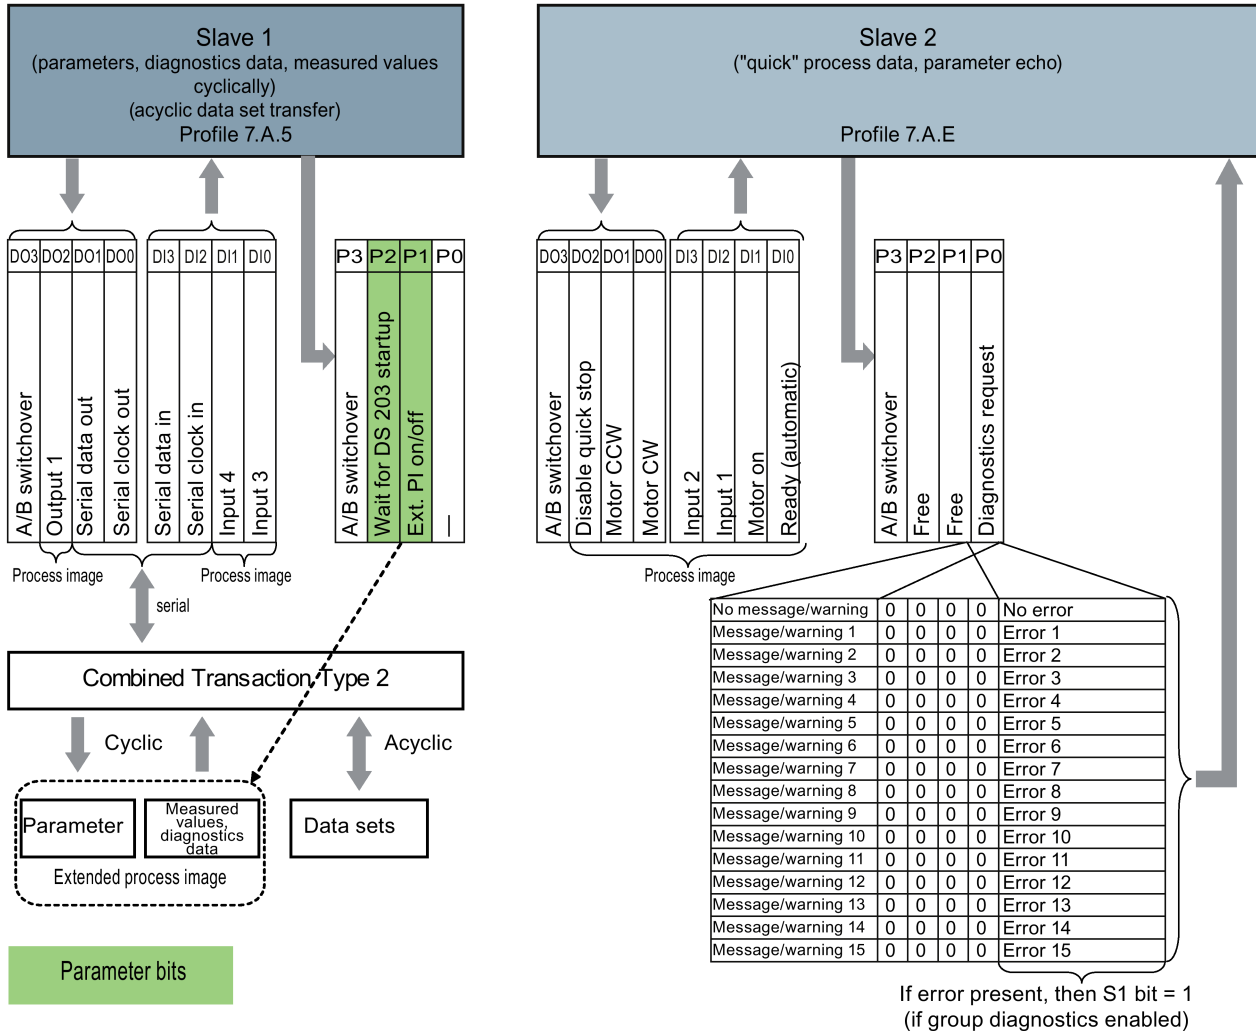 Slave 1
(parameters, diagnostics data, measured values
cyclically)
(acyclic data set transfer)
Profile 7.A.5
Slave 2
("quick" process data, parameter echo)
Profile 7.A.E
DO3 DO2 DO1 DO0
DI3 DI2 DI1 DI0
P3 P2 P1 P0
A/B switchover
Output 1
Serial data out
Serial clock out
Serial data in
Serial clock in
Input 4
Input 3
A/B switchover
Wait for DS 203 startup
Ext. PI on/off
—
Process image
Process image
serial
Combined Transaction Type 2
Cyclic
Acyclic
Parameter
Measured
values,
diagnostics
data
Data sets
Extended process image
Parameter bits
DO3 DO2 DO1 DO0
DI3 DI2 DI1 DI0
P3 P2 P1 P0
A/B switchover
Disable quick stop
Motor CCW
Motor CW
Input 2
Input 1
Motor on
Ready (automatic)
A/B switchover
Free
Free
Diagnostics request
Process image
No message/warning 0 0 0 0 No error
Message/warning 1 0 0 0 0 Error 1
Message/warning 2 0 0 0 0 Error 2
Message/warning 3 0 0 0 0 Error 3
Message/warning 4 0 0 0 0 Error 4
Message/warning 5 0 0 0 0 Error 5
Message/warning 6 0 0 0 0 Error 6
Message/warning 7 0 0 0 0 Error 7
Message/warning 8 0 0 0 0 Error 8
Message/warning 9 0 0 0 0 Error 9
Message/warning 10 0 0 0 0 Error 10
Message/warning 11 0 0 0 0 Error 11
Message/warning 12 0 0 0 0 Error 12
Message/warning 13 0 0 0 0 Error 13
Message/warning 14 0 0 0 0 Error 14
Message/warning 15 0 0 0 0 Error 15
If error present, then S1 bit = 1
(if group diagnostics enabled)